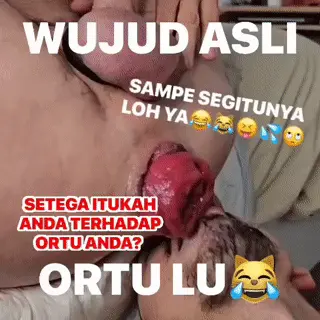 WUJUD ASLI
SAMPE SEGITUNYA
LOH YA😂😹😝💦🙄
SETEGA ITUKAH
ANDA TERHADAP
ORTU ANDA?
ORTU LU😹